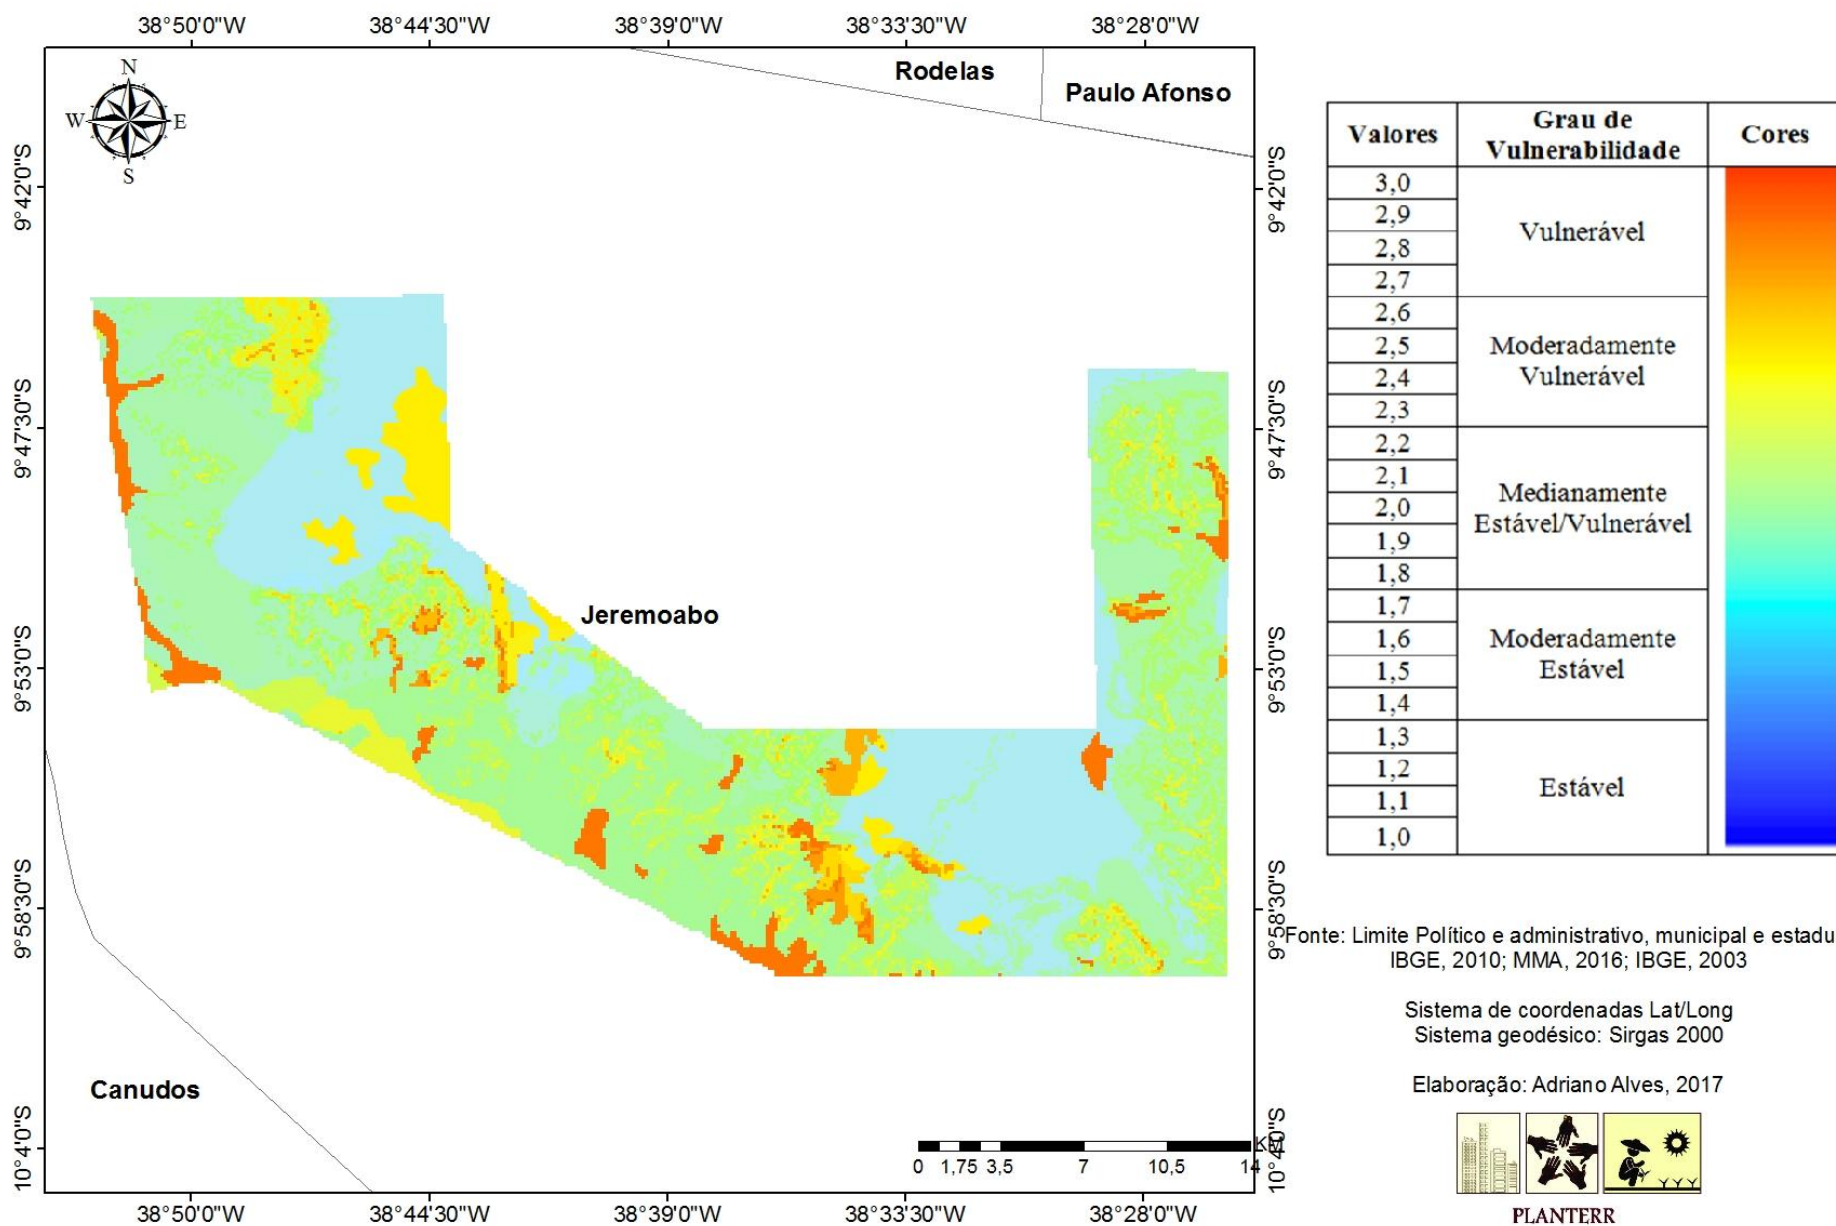 38°50'0"W 38°44'30"W 38°39'0"W 38°33'30"W 38°28'0"W
Rodelas
Paulo Afonso
N
W E
S
9°42'0"S 9°42'0"S
9°47'30"S 9°47'30"S
Jeremoabo
9°53'0"S 9°53'0"S
9°58'30"S 9°58'30"S
Canudos
10°4'0"S 10°4'0"S
KM
0 1,75 3,5 7 10,5 14
38°50'0"W 38°44'30"W 38°39'0"W 38°33'30"W 38°28'0"W
Valores Grau de Vulnerabilidade Cores
3,0
2,9
Vulnerável
2,8
2,7
2,6
2,5
Moderadamente
Vulnerável
2,4
2,3
2,2
2,1
Medianamente
2,0
Estável/Vulnerável
1,9
1,8
1,7
1,6
Moderadamente
Estável
1,5
1,4
1,3
1,2
Estável
1,1
1,0
Fonte: Limite Político e administrativo, municipal e estadu
IBGE, 2010; MMA, 2016; IBGE, 2003
Sistema de coordenadas Lat/Long
Sistema geodésico: Sirgas 2000
Elaboração: Adriano Alves, 2017
PLANTERR